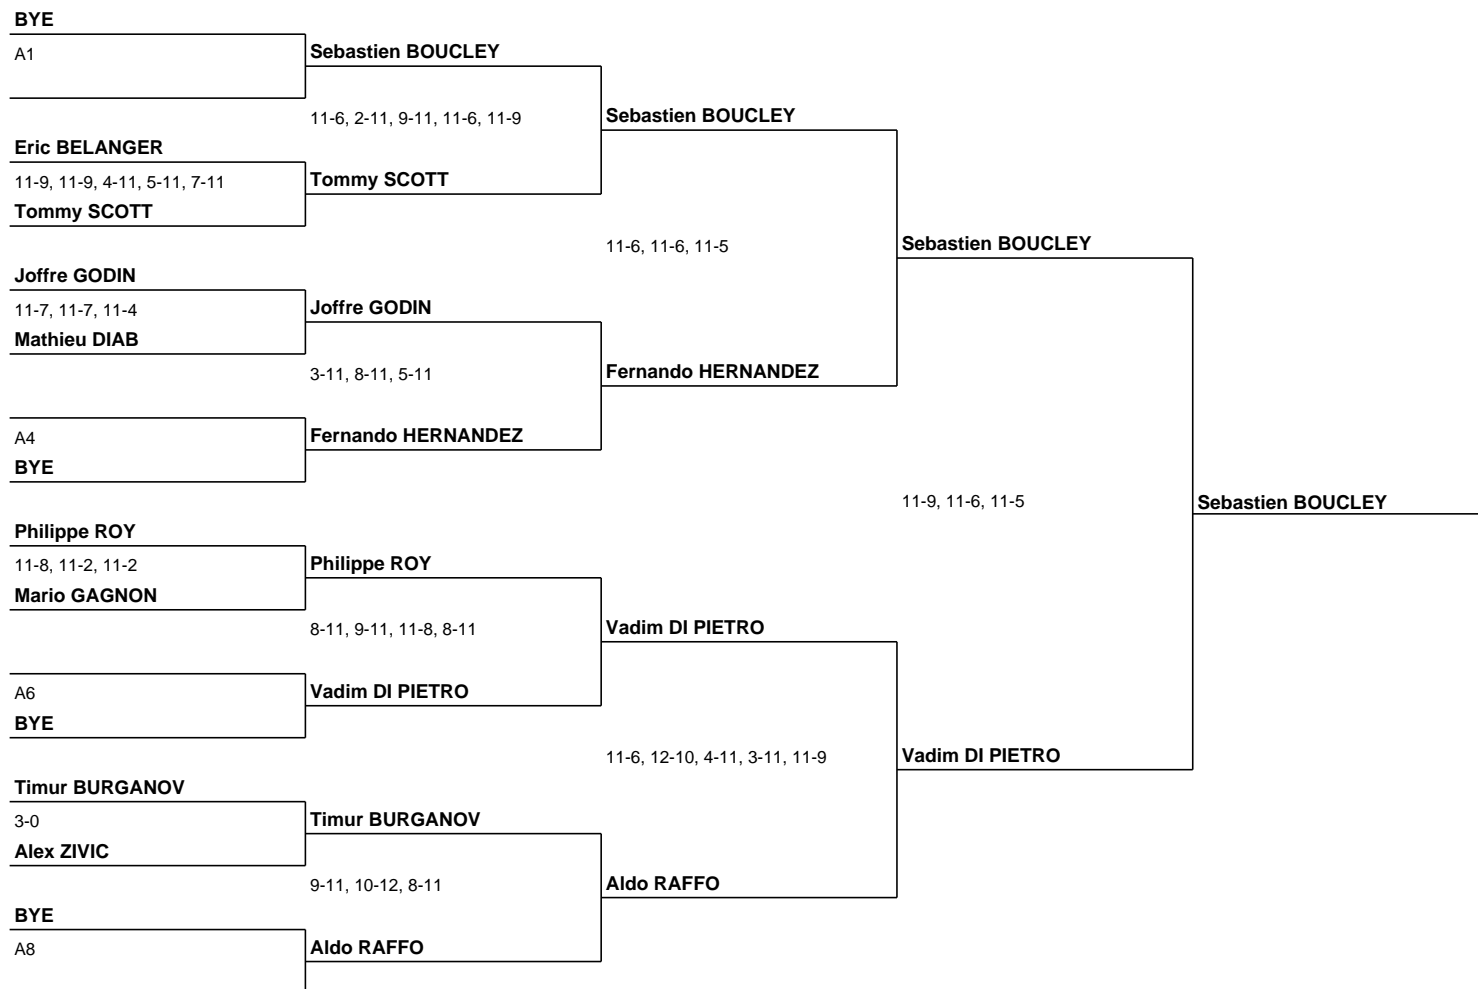 BYE
A1
Sebastien BOUCLEY
11-6, 2-11, 9-11, 11-6, 11-9
Sebastien BOUCLEY
Eric BELANGER
11-9, 11-9, 4-11, 5-11, 7-11
Tommy SCOTT
Tommy SCOTT
11-6, 11-6, 11-5
Sebastien BOUCLEY
Joffre GODIN
11-7, 11-7, 11-4
Mathieu DIAB
Joffre GODIN
3-11, 8-11, 5-11
Fernando HERNANDEZ
A4
BYE
Fernando HERNANDEZ
11-9, 11-6, 11-5
Sebastien BOUCLEY
Philippe ROY
11-8, 11-2, 11-2
Mario GAGNON
Philippe ROY
8-11, 9-11, 11-8, 8-11
Vadim DI PIETRO
A6
BYE
Vadim DI PIETRO
11-6, 12-10, 4-11, 3-11, 11-9
Vadim DI PIETRO
Timur BURGANOV
3-0
Alex ZIVIC
Timur BURGANOV
9-11, 10-12, 8-11
Aldo RAFFO
BYE
A8
Aldo RAFFO